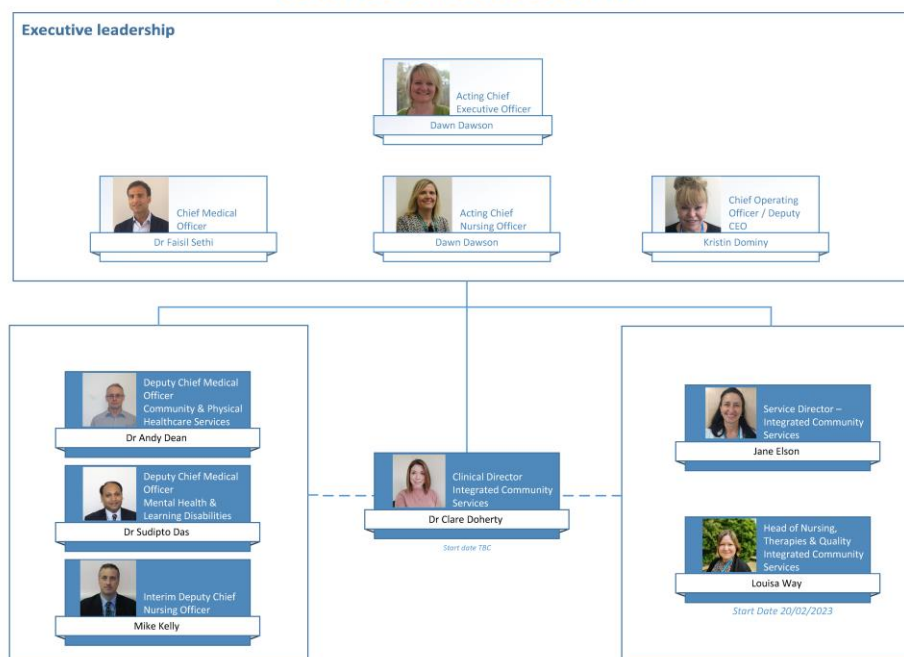 Executive leadership
Acting Chief
Executive Officer
Dawn Dawson
Chief Medical
Officer
Dr Faisil Sethi
Acting Chief
Nursing Officer
Dawn Dawson
Chief Operating
Officer / Deputy
CEO
Kristin Dominy
Deputy Chief Medical
Officer
Community & Physical
Healthcare Services
Dr Andy Dean
Deputy Chief Medical
Officer
Mental Health &
Learning Disabilities
Dr Sudipto Das
Interim Deputy Chief
Nursing Officer
Mike Kelly
Clinical Director
Integrated Community
Services
Dr Clare Doherty
Start date TBC
Service Director –
Integrated Community
Services
Jane Elson
Head of Nursing,
Therapies & Quality
Integrated Community
Services
Louisa Way
Start Date 20/02/2023